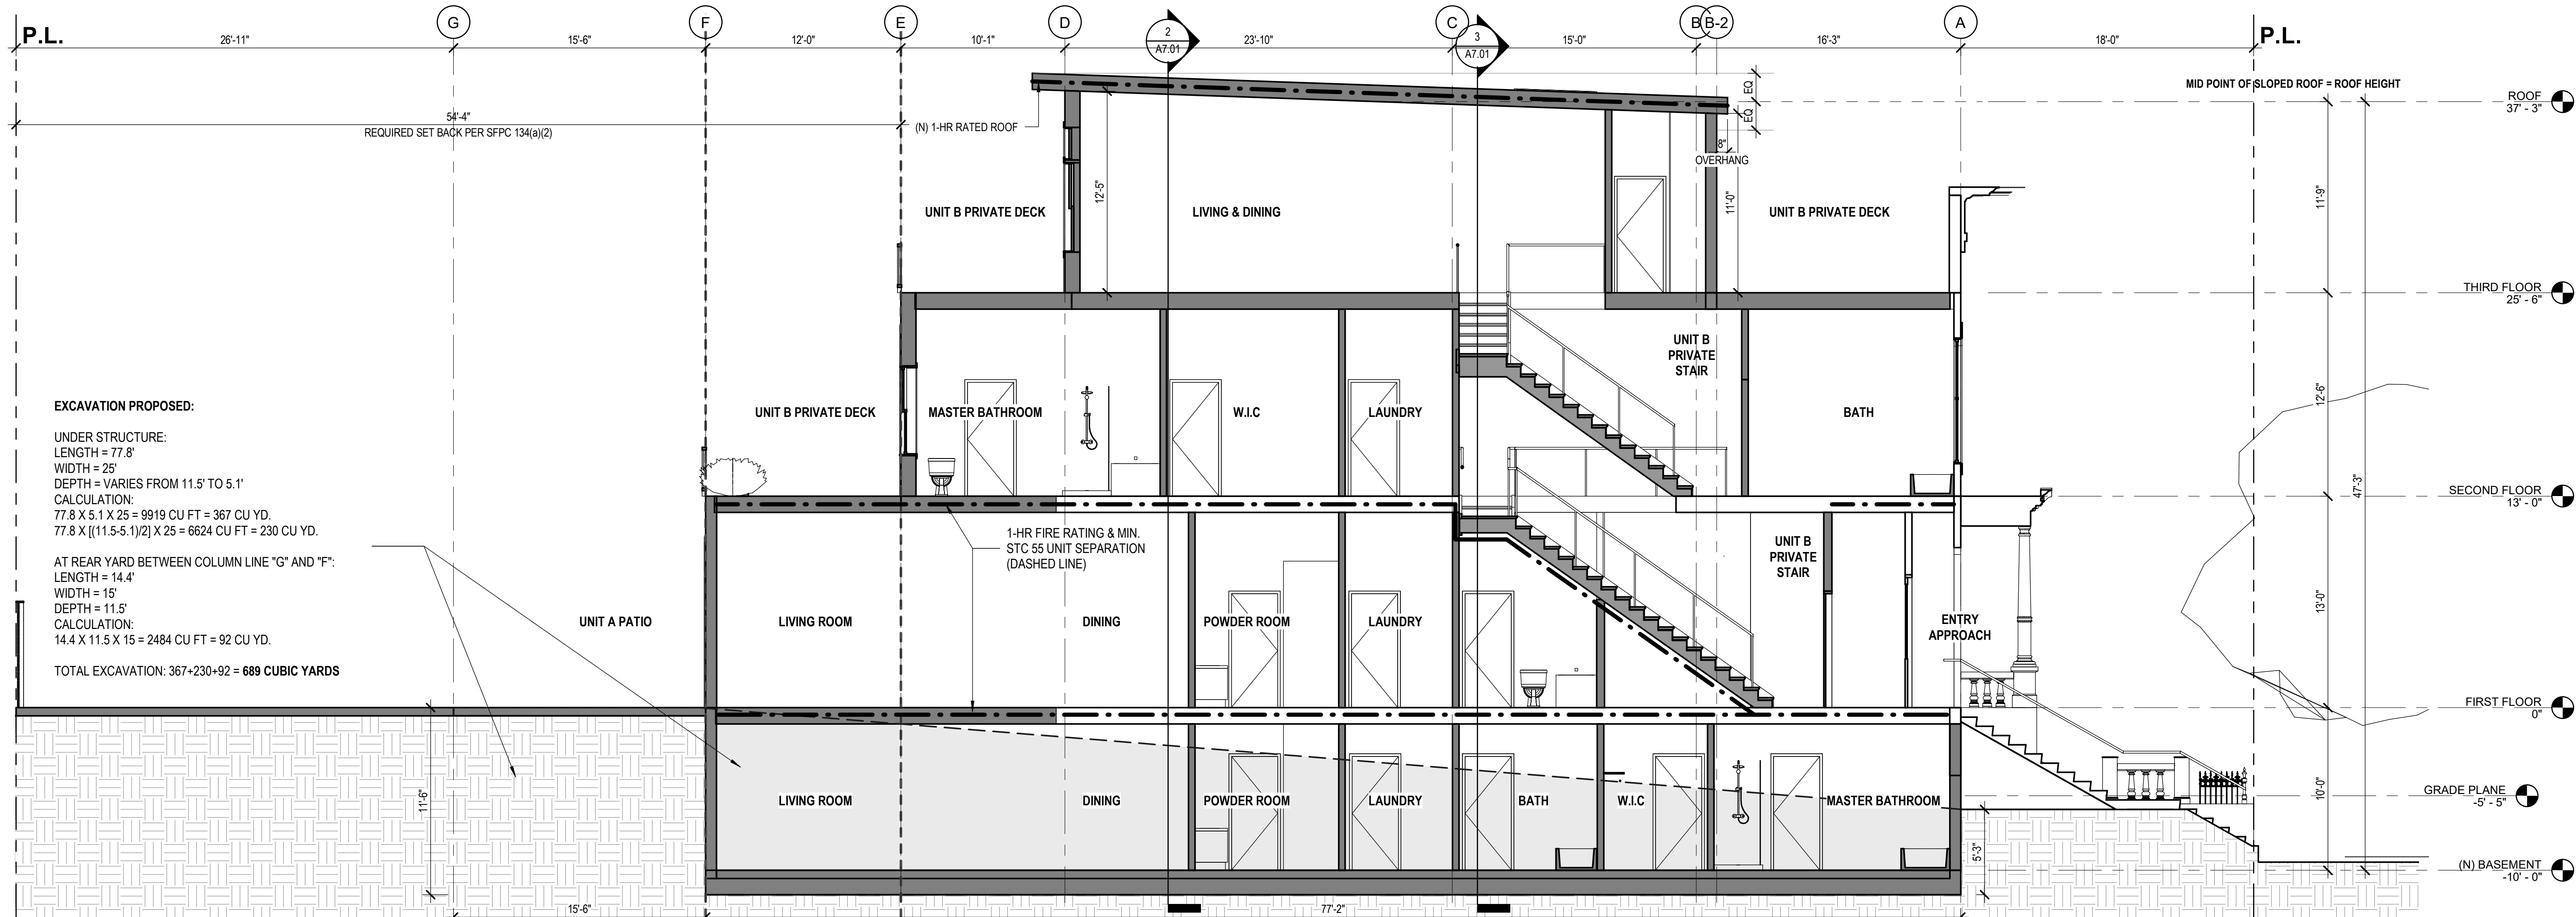 G
F
E
D
2
A7.01
C
3
A7.01
B
B-2
A
P.L.
26'-11"
15'-6"
12'-0"
10'-1"
23'-10"
15'-0"
16'-3"
18'-0"
P.L.
MID POINT OF SLOPED ROOF = ROOF HEIGHT
ROOF
37' - 3"
EQ
EQ
54'-4"
REQUIRED SET BACK PER SFPC 134(a)(2)
(N) 1-HR RATED ROOF
8"
OVERHANG
12'-5"
11'-0"
11'-9"
UNIT B PRIVATE DECK
LIVING & DINING
UNIT B PRIVATE DECK
THIRD FLOOR
25' - 6"
UNIT B
PRIVATE
STAIR
12'-6"
EXCAVATION PROPOSED:
UNDER STRUCTURE:
LENGTH = 77.8'
WIDTH = 25'
DEPTH = VARIES FROM 11.5' TO 5.1'
CALCULATION:
77.8 X 5.1 X 25 = 9919 CU FT = 367 CU YD.
77.8 X [(11.5-5.1)/2] X 25 = 6624 CU FT = 230 CU YD.
AT REAR YARD BETWEEN COLUMN LINE "G" AND "F":
LENGTH = 14.4'
WIDTH = 15'
DEPTH = 11.5'
CALCULATION:
14.4 X 11.5 X 15 = 2484 CU FT = 92 CU YD.
TOTAL EXCAVATION: 367+230+92 = 689 CUBIC YARDS
UNIT B PRIVATE DECK
MASTER BATHROOM
W.I.C
LAUNDRY
BATH
47'-3"
SECOND FLOOR
13' - 0"
1-HR FIRE RATING & MIN.
STC 55 UNIT SEPARATION
(DASHED LINE)
UNIT B
PRIVATE
STAIR
13'-0"
UNIT A PATIO
LIVING ROOM
DINING
POWDER ROOM
LAUNDRY
ENTRY
APPROACH
FIRST FLOOR
0"
11'-6"
LIVING ROOM
DINING
POWDER ROOM
LAUNDRY
BATH
W.I.C
MASTER BATHROOM
10'-0"
GRADE PLANE
-5' - 5"
5'-3"
(N) BASEMENT
-10' - 0"
15'-6"
77'-2"